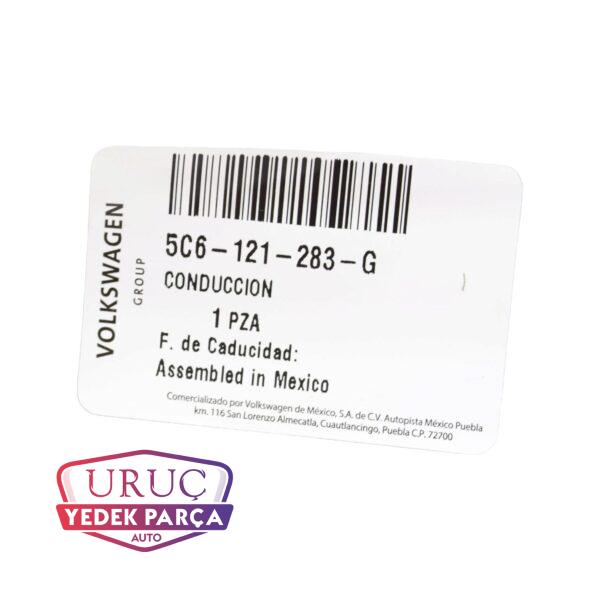 VOLKSWAGEN
GROUP
5C6-121-283-G
CONDUCCION
1 PZA
F. de Caducidad:
Assembled in Mexico
Comercializado por Volkswagen de México, S.A. de C.V. Autopista México Puebla
km. 116 San Lorenzo Almecatla, Cuautlancingo, Puebla C.P. 72700
URUÇ
YEDEK PARÇA
AUTO